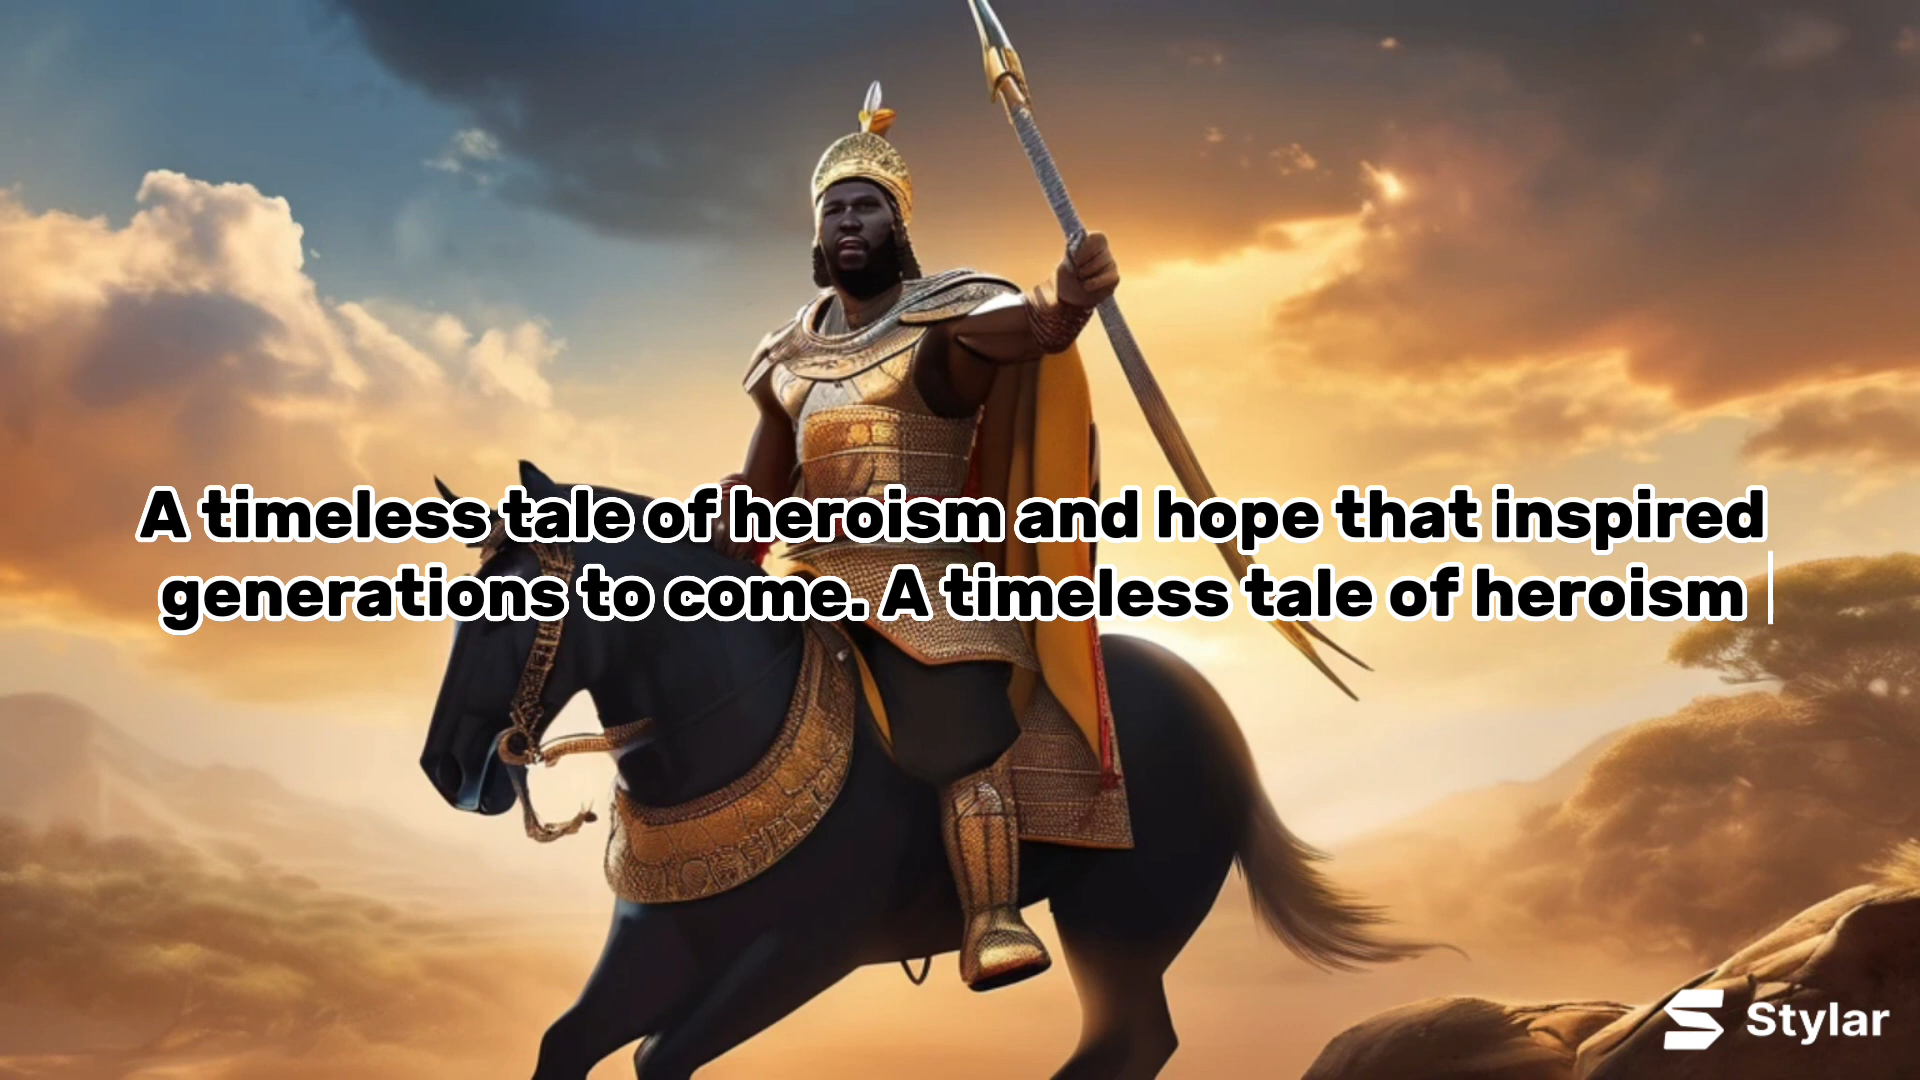 A timeless tale of heroism and hope that inspired
generations to come. A timeless tale of heroism
Stylar